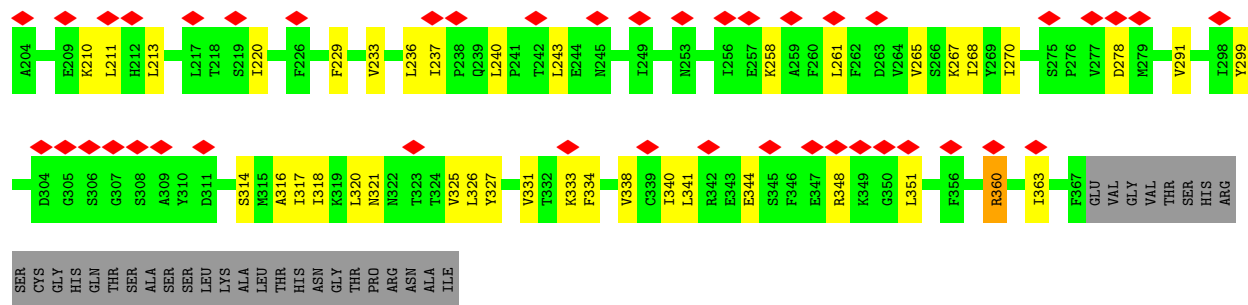 A204 E209 K210 L211 H212 L213 L217 T218 S219 I220 F226 F229 V233 L236 I237 P238 Q239 L240 P241 T242 L243 E244 N245 I249 N253 I256 E257 K258 A259 F260 L261 F262 D263 V264 V265 S266 K267 I268 Y269 I270 S275 P276 V277 D278 M279 V291 I298 Y299
D304 G305 S306 G307 S308 A309 Y310 D311 S314 M315 A316 I317 I318 K319 L320 N321 N322 T323 T324 V325 L326 Y327 V331 T332 K333 F334 V338 C339 I340 L341 R342 E343 E344 S345 F346 E347 R348 K349 G350 L351 F356 R360 I363 F367 GLU VAL GLY VAL THR SER HIS ARG
SER CYS GLY HIS GLN THR SER ALA SER SER LEU LYS ALA LEU THR HIS ASN GLY THR PRO ARG ASN ALA ILE